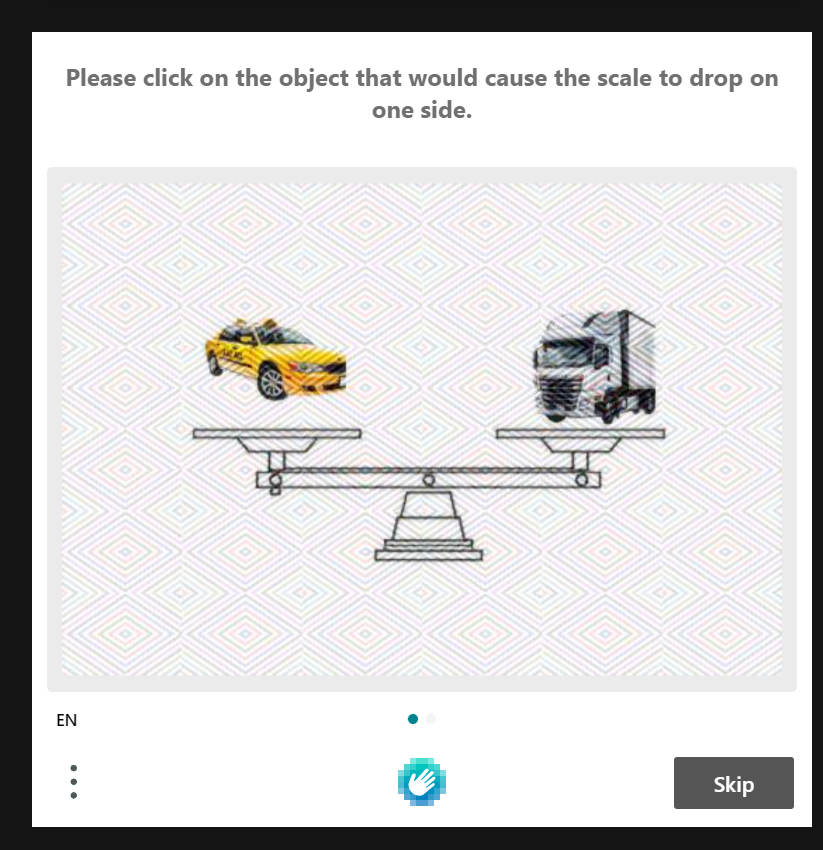 Please click on the object that would cause the scale to drop on
one side.
EN
Skip